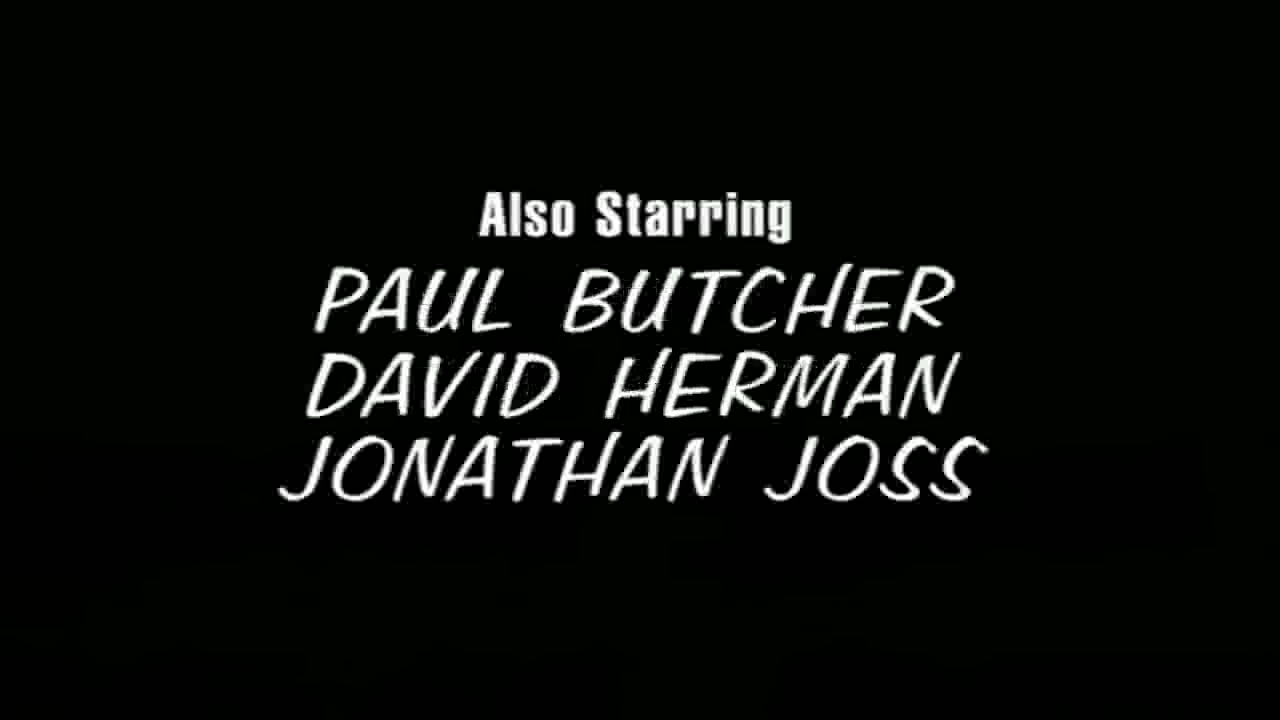 Also Starring
PAUL BUTCHER
DAVID HERMAN
JONATHAN JOSS